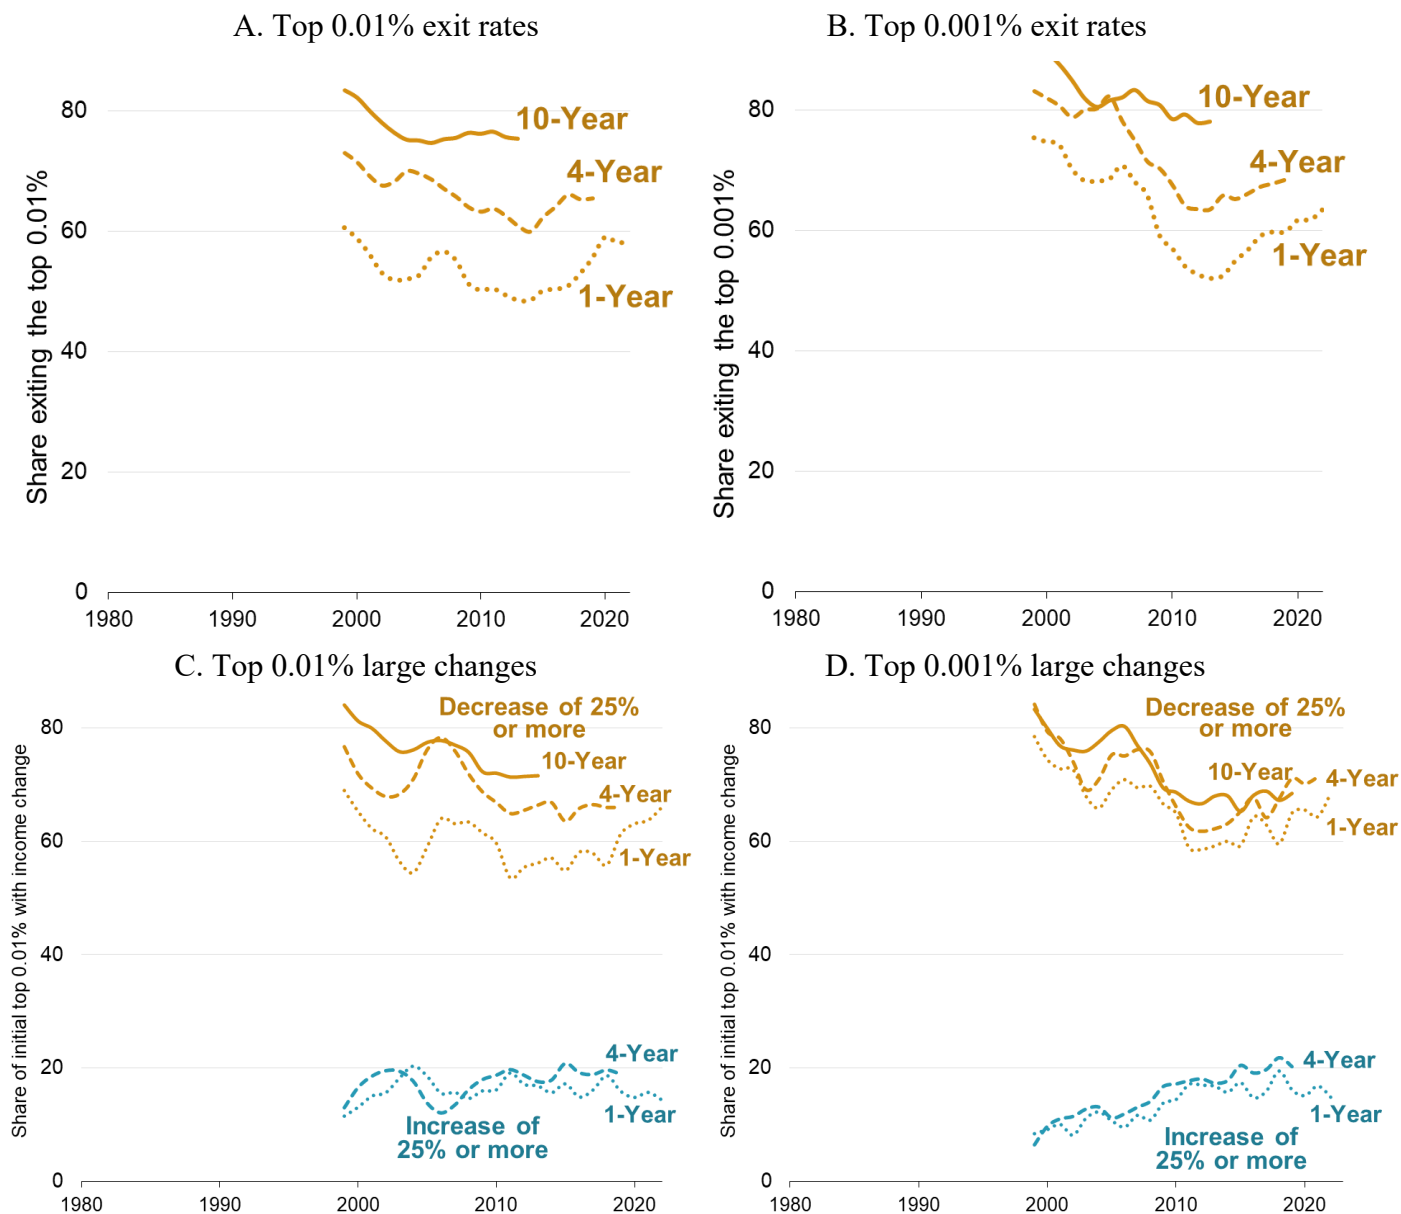 A. Top 0.01% exit rates
Share exiting the top 0.01%
80
60
40
20
0
1980
1990
2000
2010
2020
10-Year
4-Year
1-Year
B. Top 0.001% exit rates
Share exiting the top 0.001%
80
60
40
20
0
1980
1990
2000
2010
2020
10-Year
4-Year
1-Year
C. Top 0.01% large changes
Share of initial top 0.01% with income change
80
60
40
20
0
1980
1990
2000
2010
2020
Decrease of 25%
or more
10-Year
4-Year
1-Year
4-Year
1-Year
Increase of
25% or more
D. Top 0.001% large changes
Share of initial top 0.01% with income change
80
60
40
20
0
1980
1990
2000
2010
2020
Decrease of 25%
or more
10-Year
4-Year
1-Year
4-Year
1-Year
Increase of
25% or more